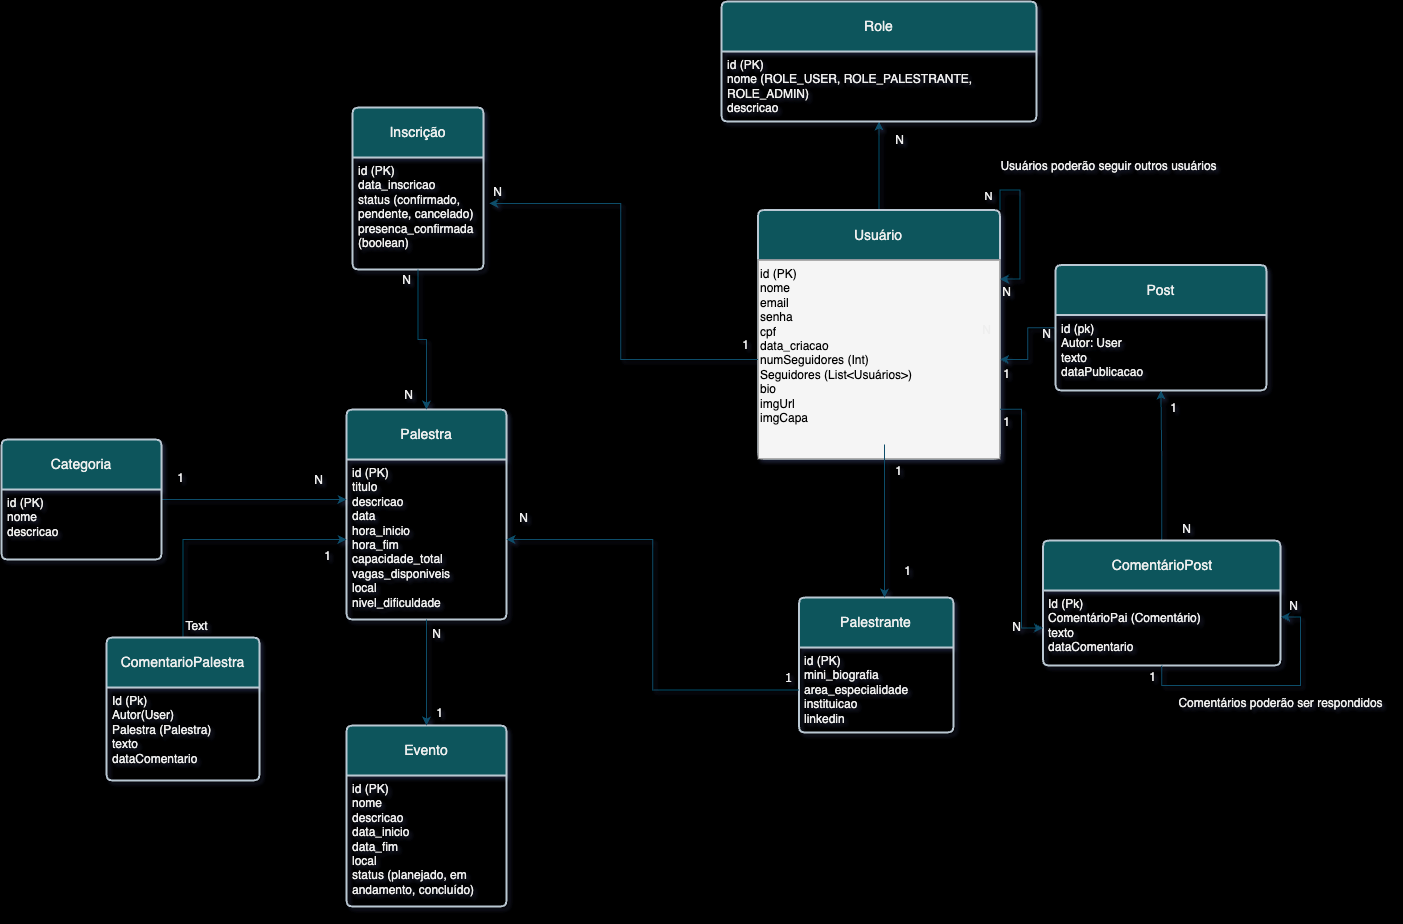 Role
id (PK)
nome (ROLE_USER, ROLE_PALESTRANTE,
ROLE_ADMIN)
descricao
N
Inscrição
id (PK)
data_inscricao
status (confirmado,
pendente, cancelado)
presenca_confirmada
(boolean)
N
N
Usuários poderão seguir outros usuários
N
Usuário
id (PK)
nome
email
senha
cpf
data_criacao
numSeguidores (Int)
Seguidores (List<Usuários>)
bio
imgUrl
imgCapa
1
N
N
N
1
1
1
Post
id (pk)
Autor: User
texto
dataPublicacao
1
N
N
Palestra
id (PK)
titulo
descricao
data
hora_inicio
hora_fim
capacidade_total
vagas_disponiveis
local
nivel_dificuldade
Categoria
id (PK)
nome
descricao
1
N
1
N
N
Text
ComentarioPalestra
Id (Pk)
Autor(User)
Palestra (Palestra)
texto
dataComentario
1
Evento
id (PK)
nome
descricao
data_inicio
data_fim
local
status (planejado, em
andamento, concluído)
1
Palestrante
id (PK)
mini_biografia
area_especialidade
instituicao
linkedin
1
N
ComentárioPost
Id (Pk)
ComentárioPai (Comentário)
texto
dataComentario
N
N
1
Comentários poderão ser respondidos